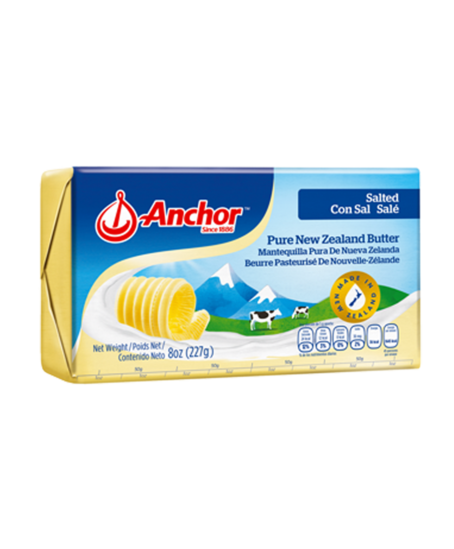 Anchor
Since 1886
Salted
Con Sal Salé
Pure New Zealand Butter
Mantequilla Pura De Nueva Zelanda
Beurre Pasteurisé De Nouvelle-Zélande
MADE IN
NEW ZEALAND
Net Weight / Poids Net /
Contenido Neto 8oz (227g)